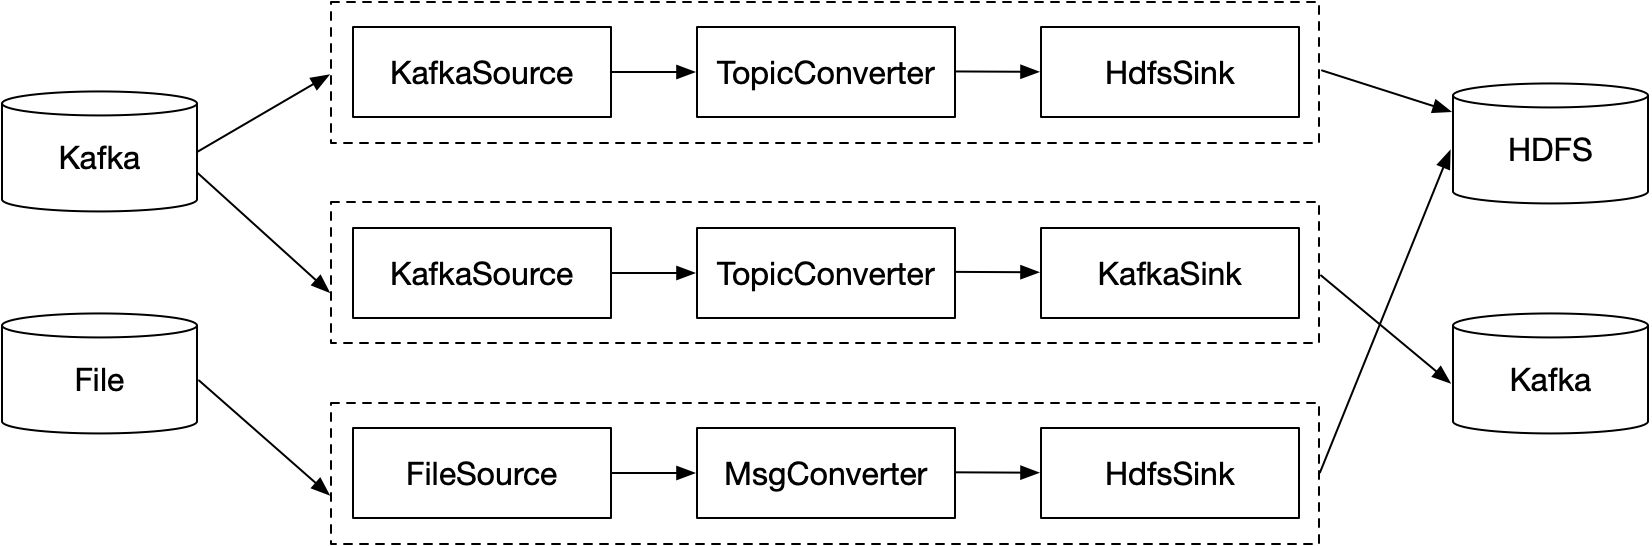 KafkaSource
TopicConverter
HdfsSink
Kafka
HDFS
KafkaSource
TopicConverter
KafkaSink
File
Kafka
FileSource
MsgConverter
HdfsSink